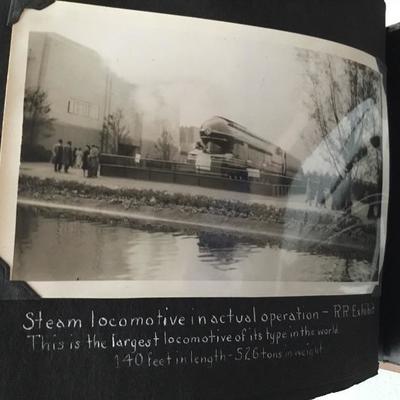 Steam locomotive in actual operation - RR Exhibit
This is the largest locomotive of its type in the world
140 feet in length - 526 tons in weight